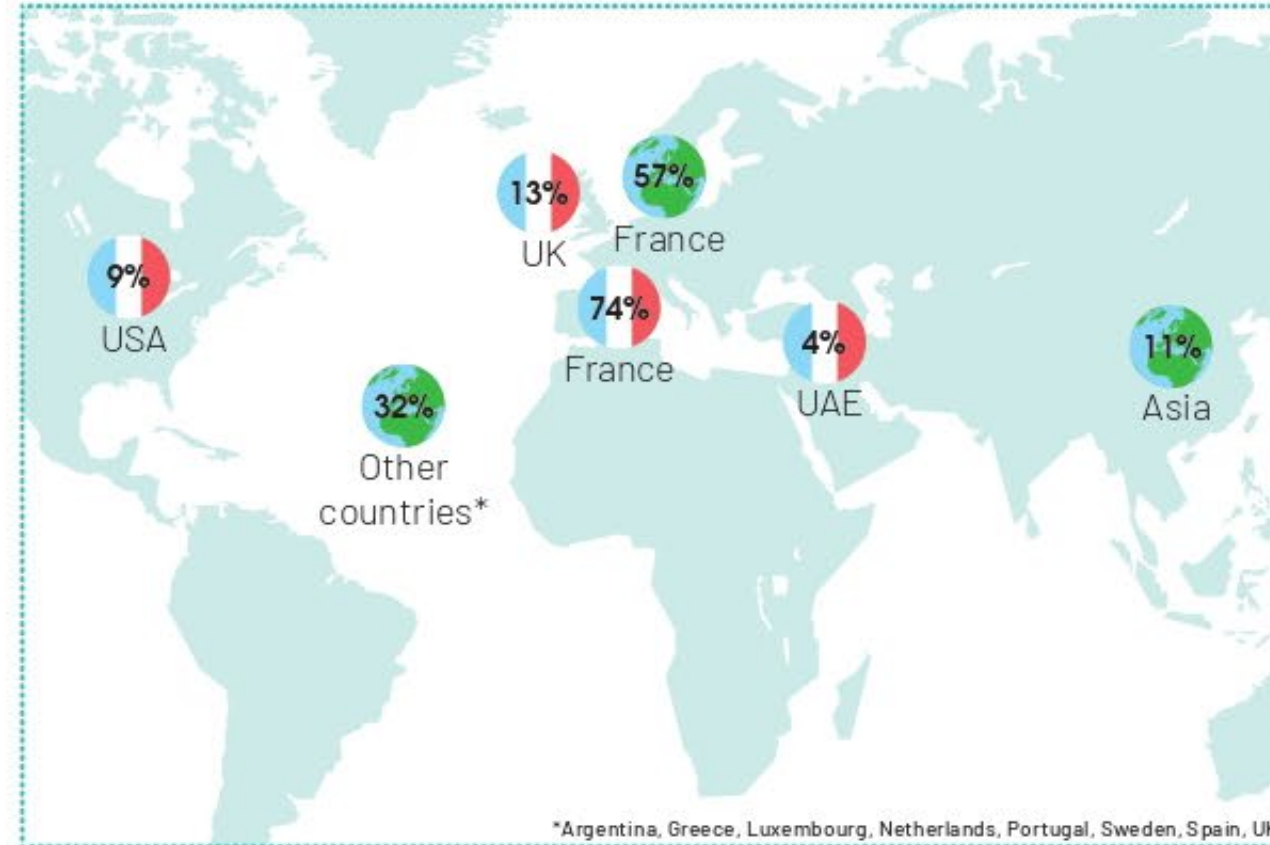 13%
UK
57%
France
9%
USA
74%
France
4%
UAE
11%
Asia
32%
Other
countries*
*Argentina, Greece, Luxembourg, Netherlands, Portugal, Sweden, Spain, UK